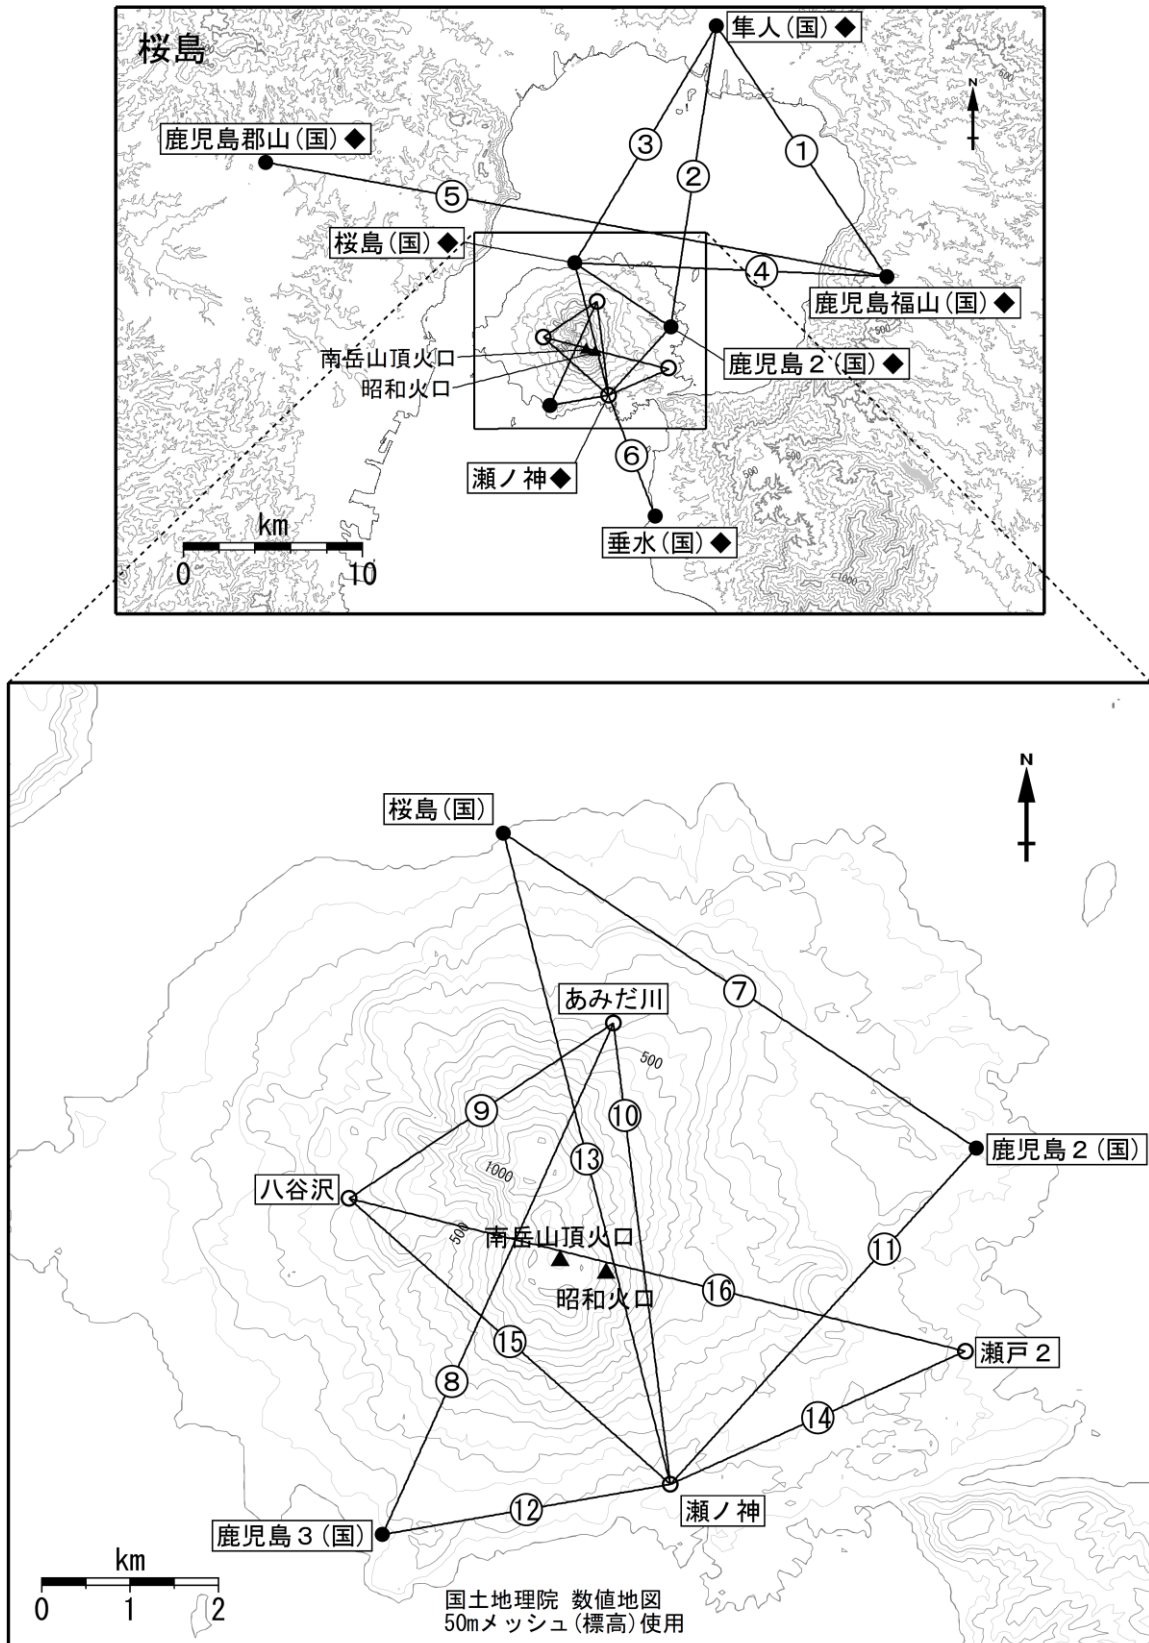 桜島
隼人(国)◆
N
500
鹿児島郡山(国)◆
③
①
②
⑤
桜島(国)◆
④
鹿児島福山(国)◆
500
南岳山頂火口
鹿児島2(国)◆
昭和火口
⑥
瀬ノ神◆
500
km
垂水(国)◆
0 10
1000
N
桜島(国)
⑦
あみだ川
500
⑨
⑩
鹿児島2(国)
⑬
1000
八谷沢
500
南岳山頂火口
⑪
⑯
昭和火口
⑮
瀬戸2
⑧
⑭
瀬ノ神
⑫
鹿児島3(国)
km
0 1 2
国土地理院 数値地図
50mメッシュ(標高)使用